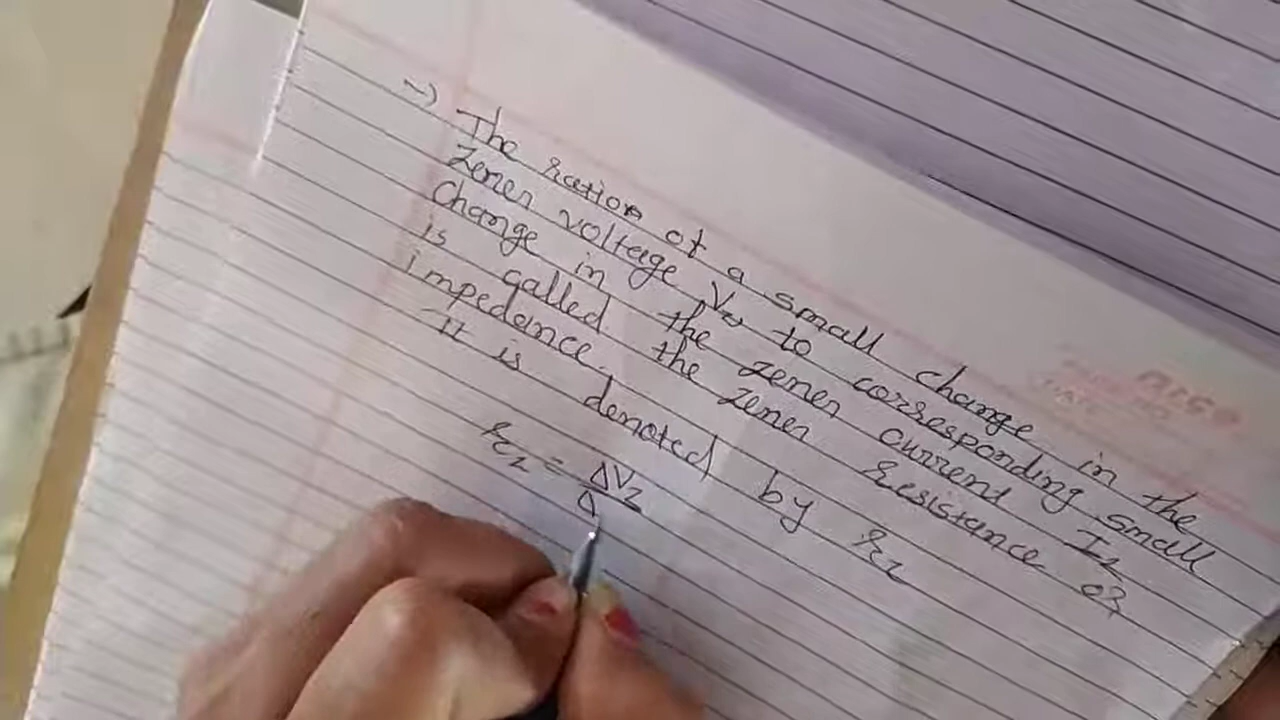 ~) The ration of a small change in the
zener voltage Vz to corresponding small
Change in the zener current Iz
is called the zener resistance or
impedance.
It is denoted by rz
rz = ΔVz
Δ